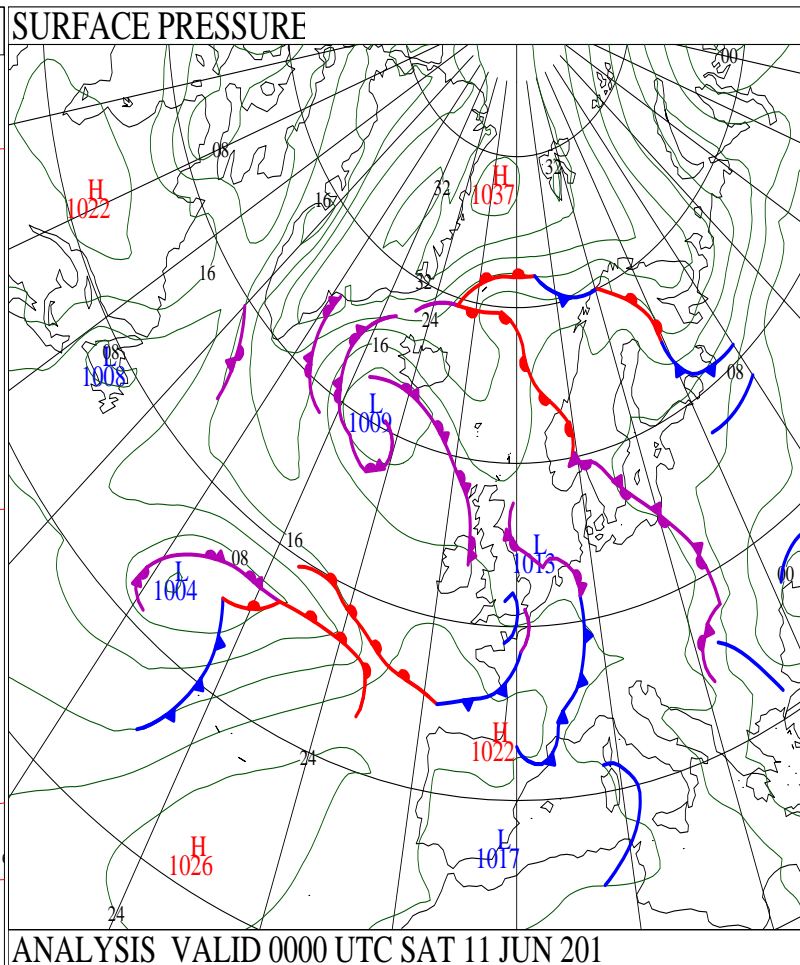 SURFACE PRESSURE
00
08
32
H
1037
32
H
1022
16
16
32
24
16
08
L
1008
08
L
1009
16
08
L
1013
00
L
1004
H
1022
24
L
1017
H
1026
24
ANALYSIS VALID 0000 UTC SAT 11 JUN 201